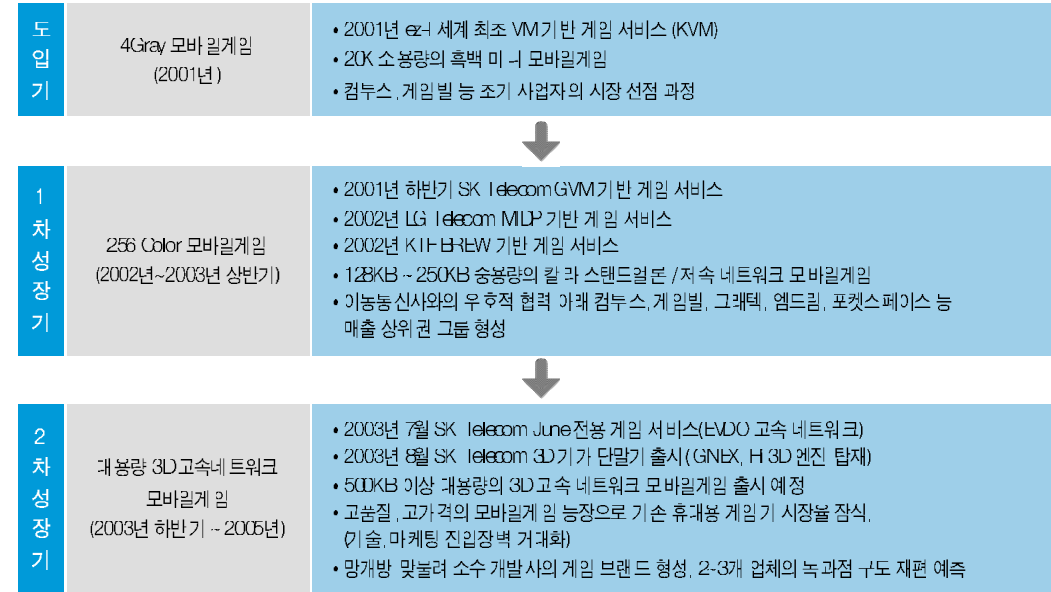 도입기
4Gray 모바일게임
(2001년)
• 2001년 ez-i 세계 최초 VM기반 게임 서비스 (KVM)
• 20K 소용량의 흑백 미니 모바일게임
• 컴투스, 게임빌 등 초기 사업자의 시장 선점 과정
1차성장기
256 Color 모바일게임
(2002년~2003년 상반기)
• 2001년 하반기 SK Telecom GVM기반 게임 서비스
• 2002년 LG Telecom MIDP 기반 게임 서비스
• 2002년 KTF BREW 기반 게임 서비스
• 128KB ~ 250KB 중용량의 칼라 스탠드얼론 / 저속 네트워크 모바일게임
• 이동통신사와의 우호적 협력 아래 컴투스, 게임빌, 그래텍, 엠드림, 포켓스페이스 등
매출 상위권 그룹 형성
2차성장기
대용량 3D고속네트워크
모바일게임
(2003년 하반기 ~ 2005년)
• 2003년 7월 SK Telecom June전용 게임 서비스(EVDO 고속 네트워크)
• 2003년 8월 SK Telecom 3D기가 단말기 출시( GNEX, H 3D엔진 탑재)
• 500KB 이상 대용량의 3D고속 네트워크 모바일게임 출시 예정
• 고품질, 고가격의 모바일게임 등장으로 기존 휴대용 게임기 시장을 잠식,
(기술, 마케팅 진입장벽 거대화)
• 망개방 맞물려 소수 개발사의 게임 브랜드 형성, 2~3개 업체의 독과점 구도 재편 예측